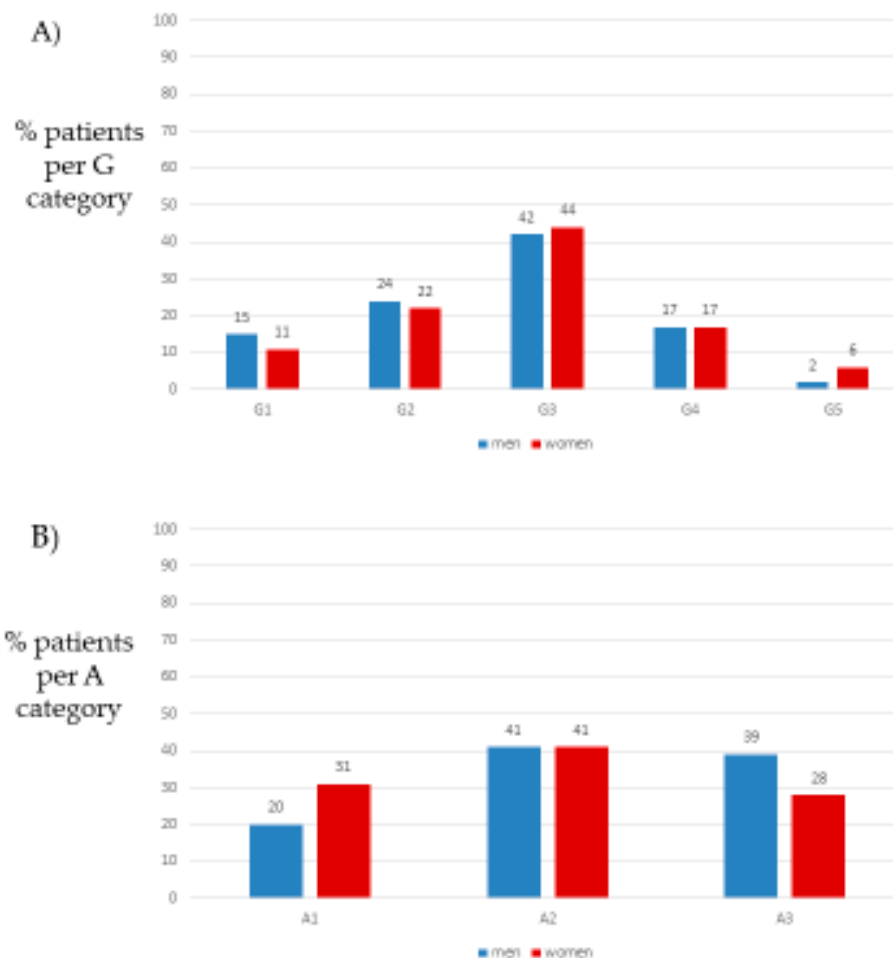 A)
% patients
per G
category
100
90
80
70
60
50
40
30
20
10
0
15 11 24 22 42 44 17 17 2 6
G1 G2 G3 G4 G5
men women
B)
% patients
per A
category
100
90
80
70
60
50
40
30
20
10
0
20 31 41 41 39 28
A1 A2 A3
men women